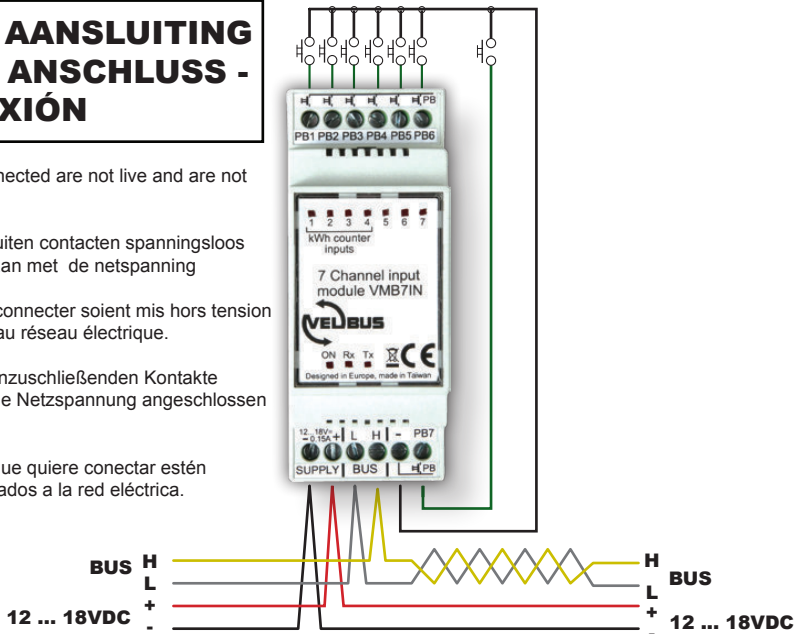 AANSLUITING
ANSCHLUSS -
XIÓN
nected are not live and are not
uiten contacten spanningsloos
an met de netspanning
connecter soient mis hors tension
au réseau électrique.
nzuschließenden Kontakte
e Netzspannung angeschlossen
que quiere conectar estén
ados a la red eléctrica.
PB
PB1 PB2 PB3 PB4 PB5 PB6
1 2 3 4 5 6 7
kWh counter
inputs
7 Channel input
module VMB7IN
VELBUS
ON Rx Tx CE
Designed in Europe, made in Taiwan
12...18V=
- 0.15A + L H - PB7
SUPPLY BUS PB
BUS H
L
12 ... 18VDC +
-
H
BUS
L
+
12 ... 18VDC